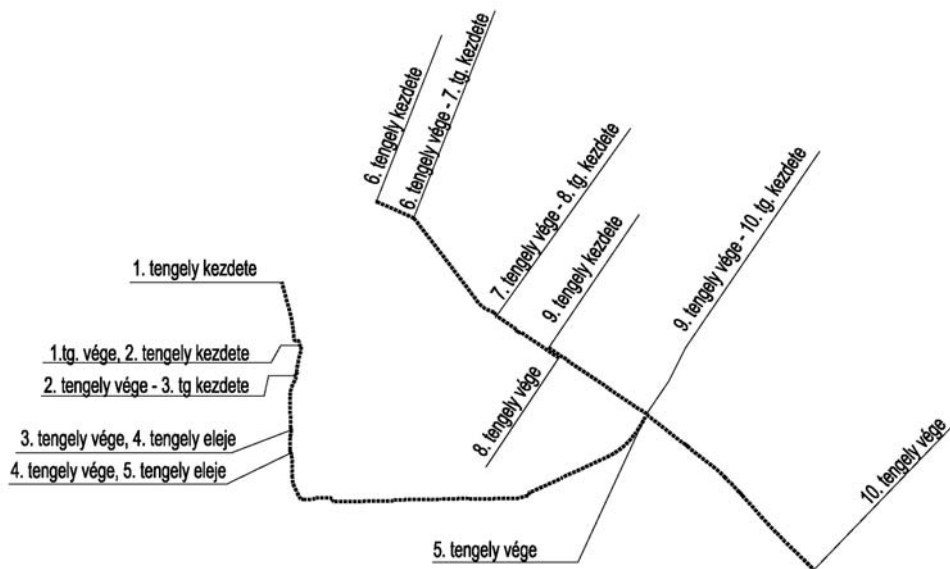 6. tengely kezdete
6. tengely vége - 7. tg. kezdete
7. tengely vége - 8. tg. kezdete
9. tengely kezdete
9. tengely vége - 10. tg. kezdete
1. tengely kezdete
1.tg. vége, 2. tengely kezdete
2. tengely vége - 3. tg kezdete
3. tengely vége, 4. tengely eleje
4. tengely vége, 5. tengely eleje
8. tengely vége
5. tengely vége
10. tengely vége